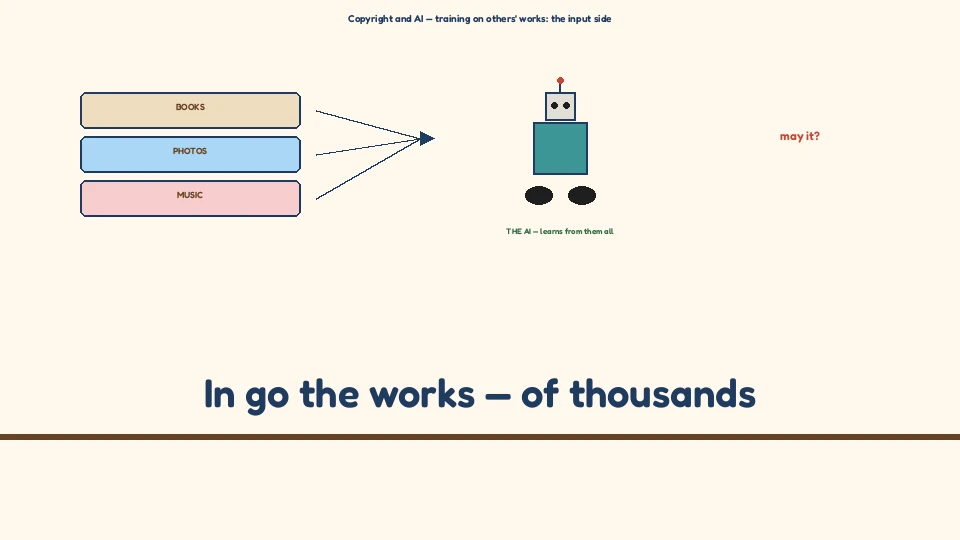 Copyright and AI — training on others' works: the input side
BOOKS
PHOTOS
MUSIC
may it?
THE AI — learns from them all
In go the works — of thousands